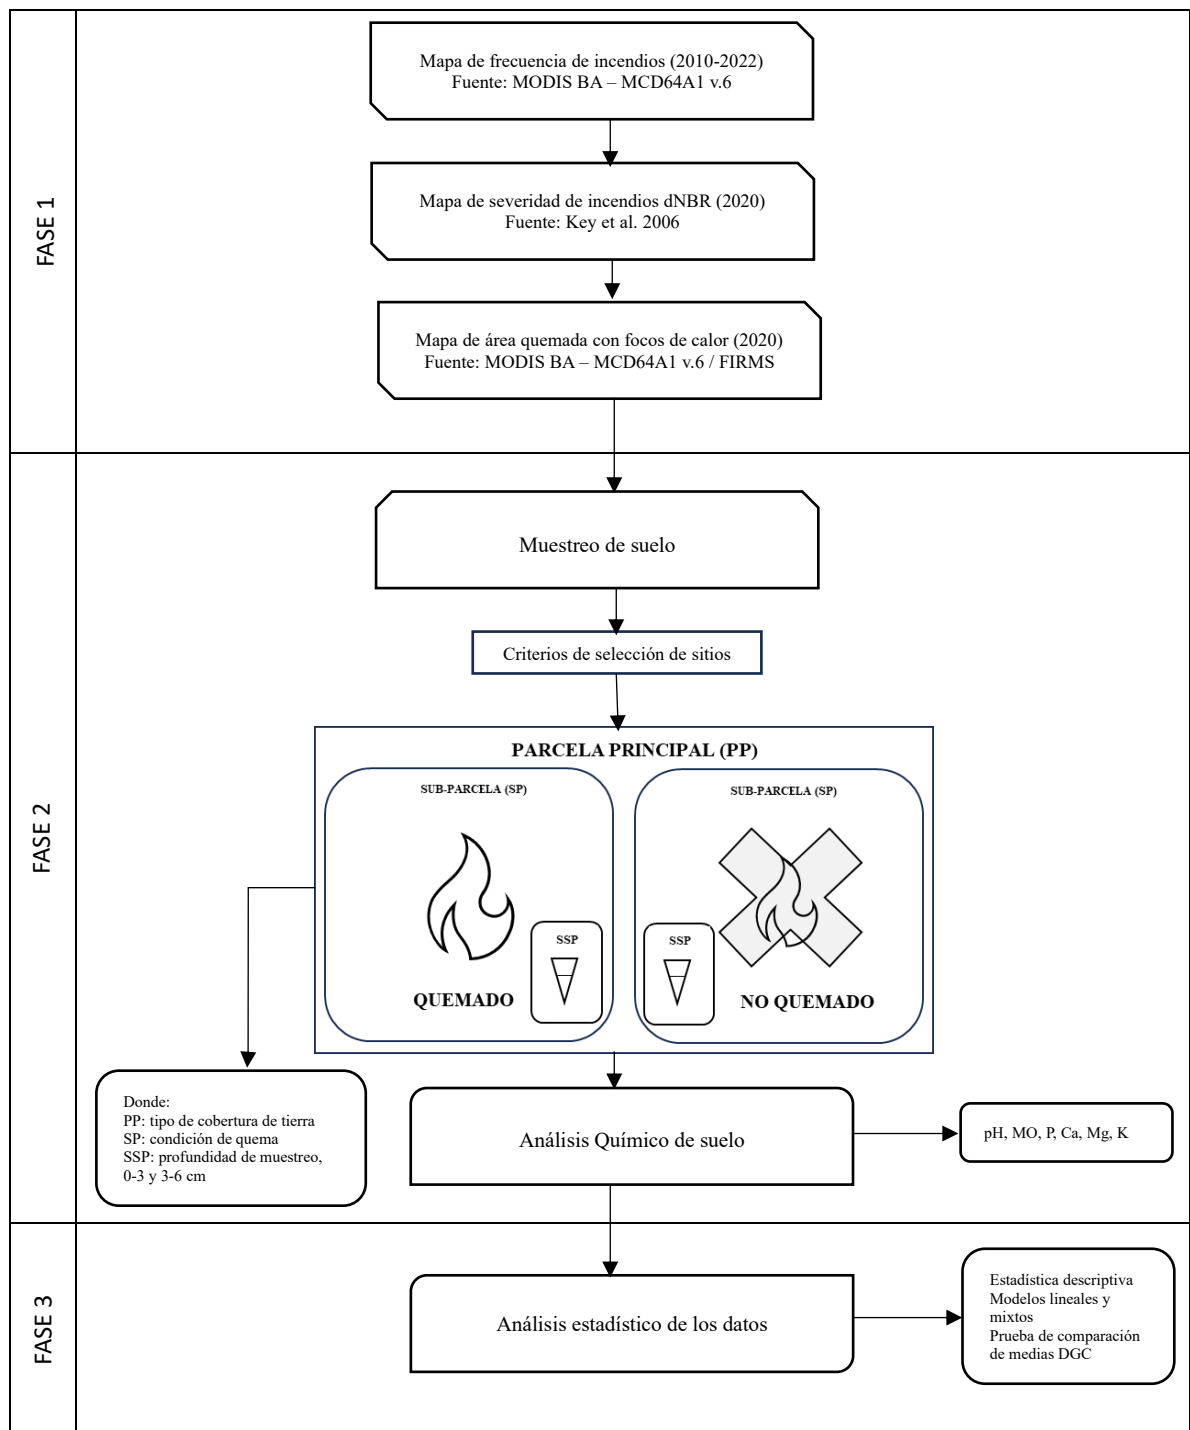 FASE 1
Mapa de frecuencia de incendios (2010-2022)
Fuente: MODIS BA – MCD64A1 v.6
Mapa de severidad de incendios dNBR (2020)
Fuente: Key et al. 2006
Mapa de área quemada con focos de calor (2020)
Fuente: MODIS BA – MCD64A1 v.6 / FIRMS
FASE 2
Muestreo de suelo
Criterios de selección de sitios
PARCELA PRINCIPAL (PP)
SUB-PARCELA (SP)
SSP
QUEMADO
SUB-PARCELA (SP)
SSP
NO QUEMADO
Donde:
PP: tipo de cobertura de tierra
SP: condición de quema
SSP: profundidad de muestreo,
0-3 y 3-6 cm
Análisis Químico de suelo
pH, MO, P, Ca, Mg, K
FASE 3
Análisis estadístico de los datos
Estadística descriptiva
Modelos lineales y
mixtos
Prueba de comparación
de medias DGC